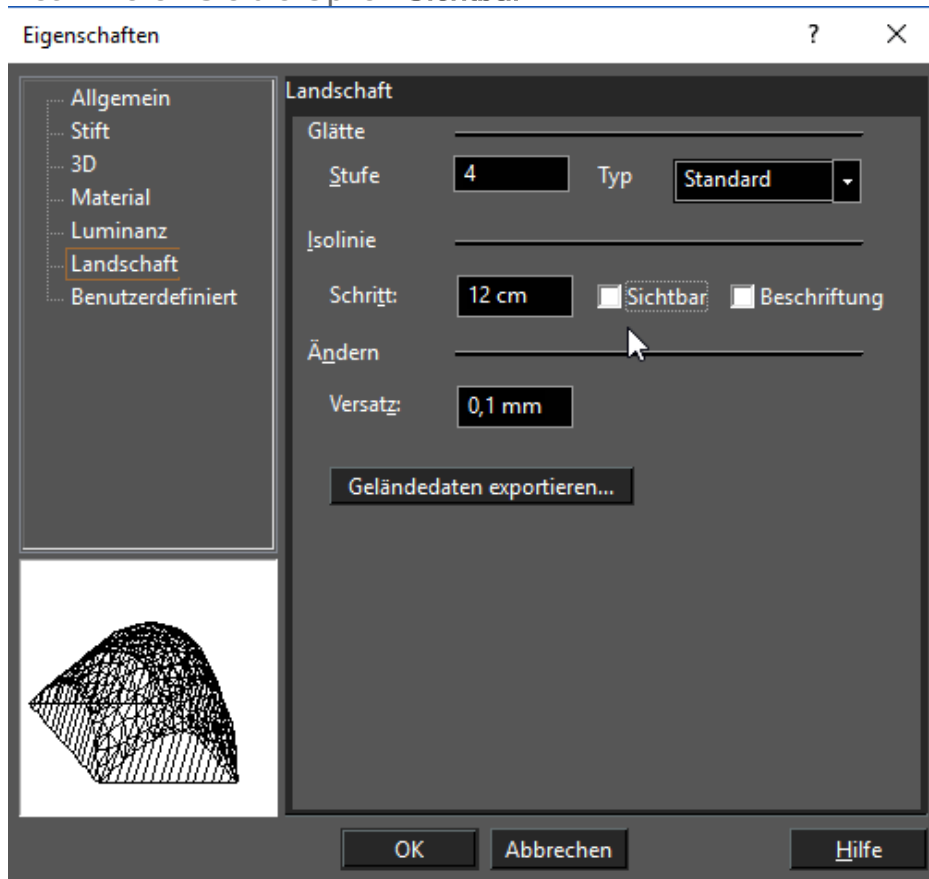 Sichtbar
Eigenschaften ? ×
Allgemein
Stift
3D
Material
Luminanz
Landschaft
Benutzerdefiniert
Landschaft
Glätte
Stufe 4 Typ Standard
Isolinie
Schritt: 12 cm Sichtbar Beschriftung
Ändern
Versatz: 0,1 mm
Geländedaten exportieren...
OK Abbrechen Hilfe